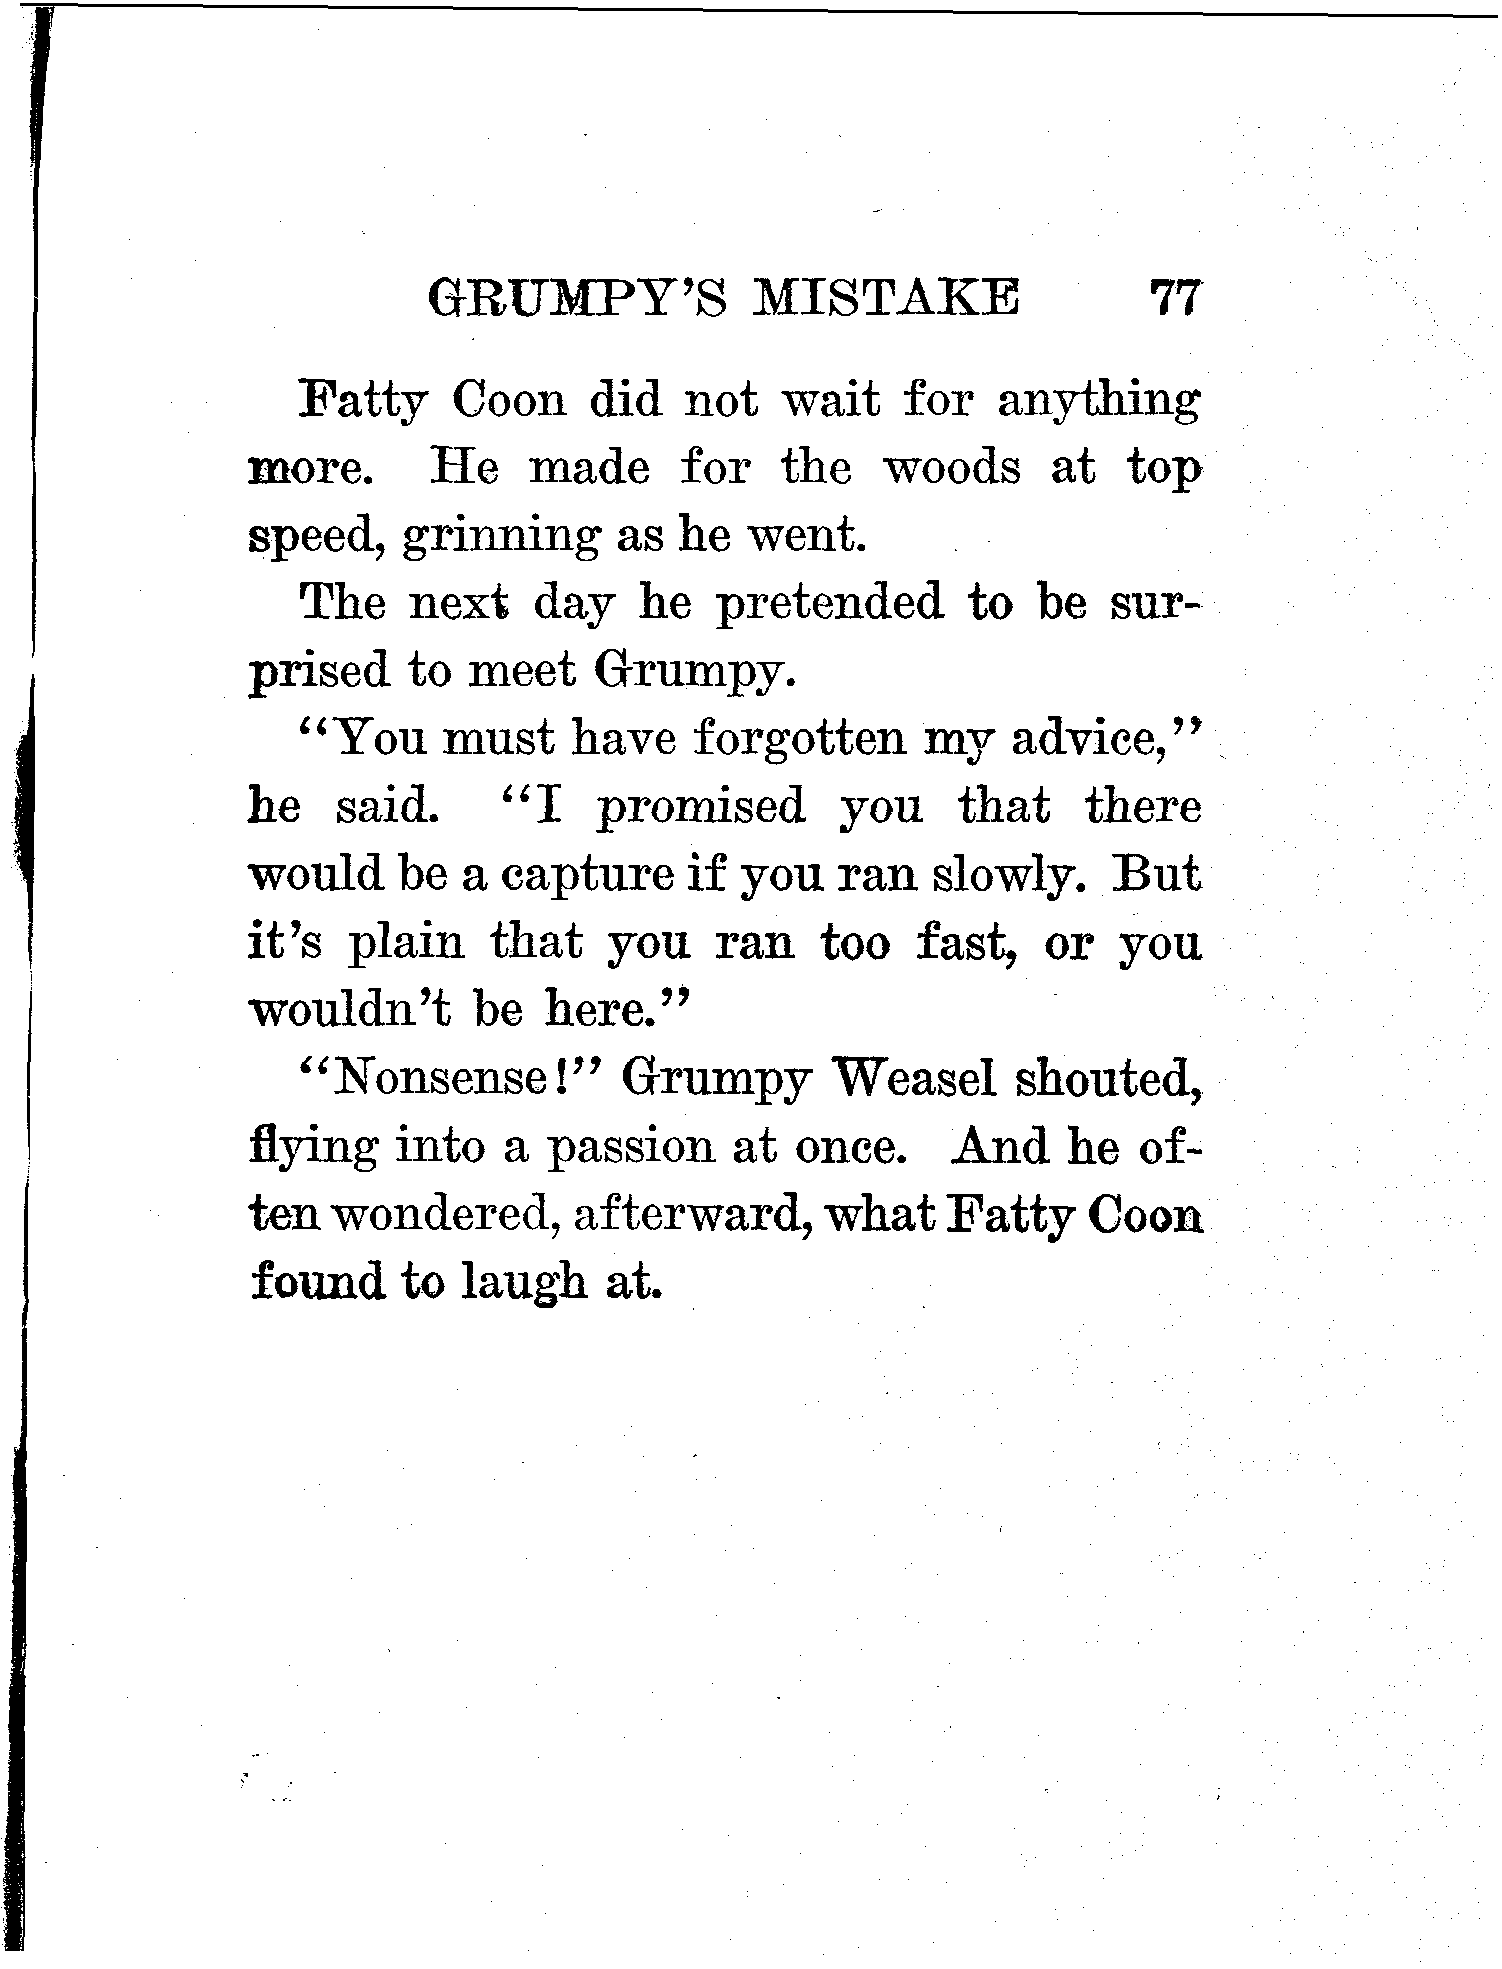 GRUMPY'S MISTAKE 77
Fatty Coon did not wait for anything
more. He made for the woods at top
speed, grinning as he went.
The next day he pretended to be sur-
prised to meet Grumpy.
"You must have forgotten my advice,"
he said. "I promised you that there
would be a capture if you ran slowly. But
it's plain that you ran too fast, or you
wouldn't be here."
"Nonsense!" Grumpy Weasel shouted,
flying into a passion at once. And he of-
ten wondered, afterward, what Fatty Coon
found to laugh at.